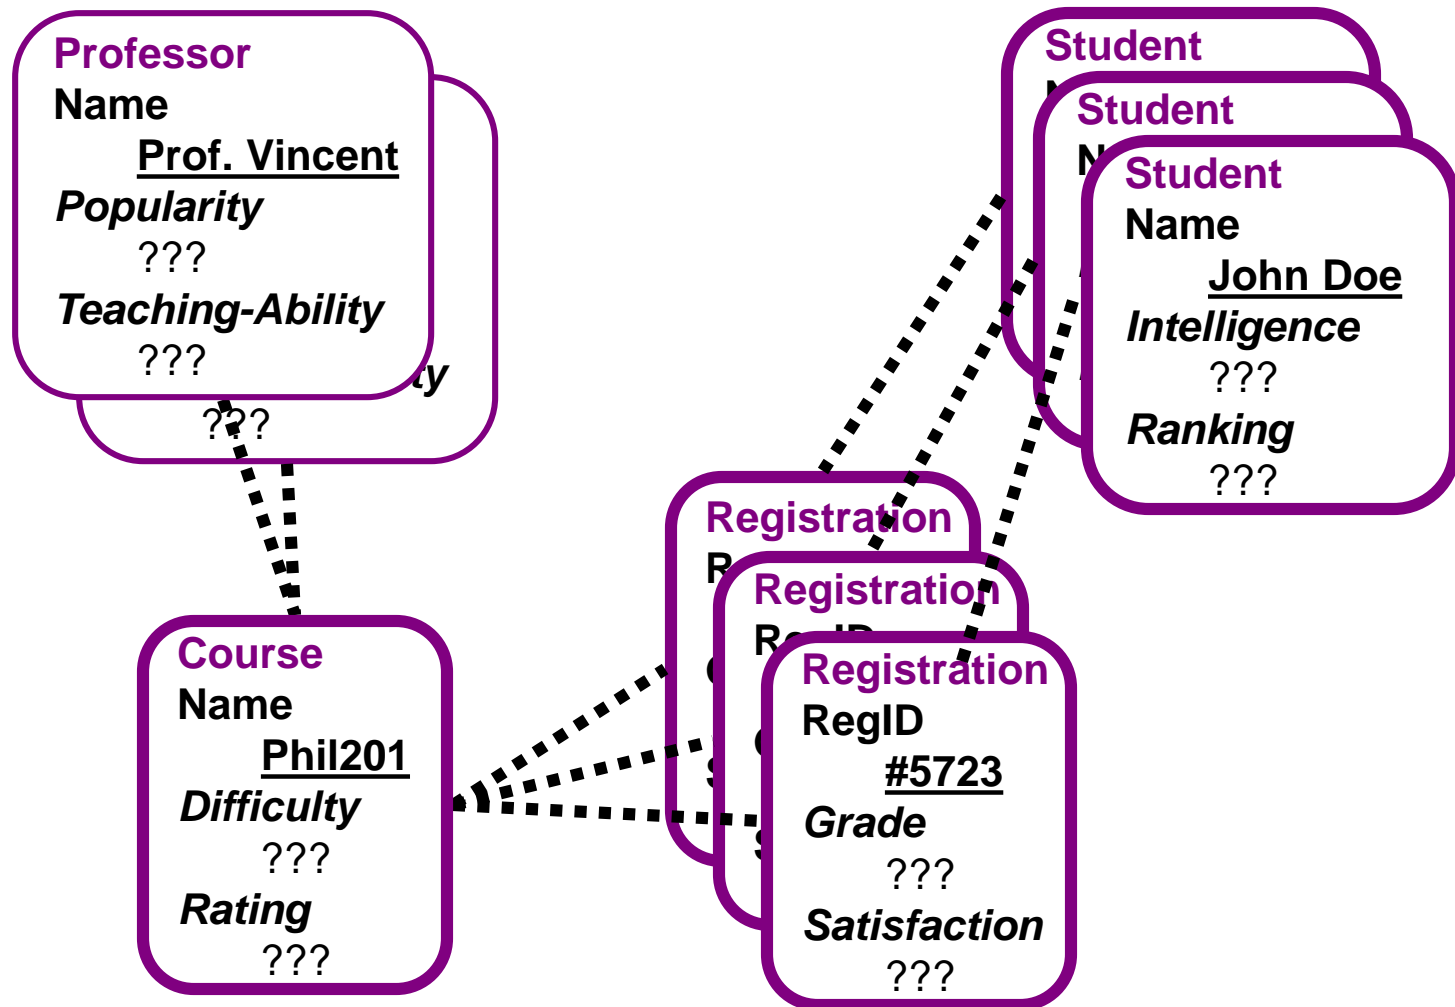 Professor
Name
Prof. Vincent
Popularity
???
Teaching-Ability
???
???
Student
Student
Student
Name
John Doe
Intelligence
???
Ranking
???
Course
Name
Phil201
Difficulty
???
Rating
???
Registration
Registration
Registration
RegID
#5723
Grade
???
Satisfaction
???